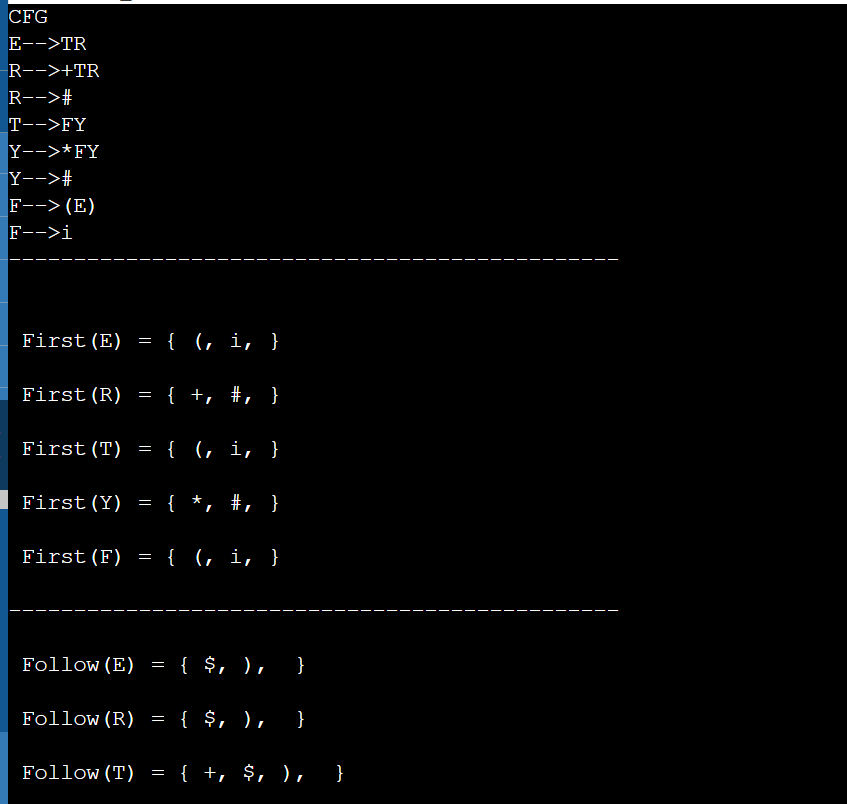 CFG
E-->TR
R-->+TR
R-->#
T-->FY
Y-->*FY
Y-->#
F-->(E)
F-->i
-----------------------------------------------
First(E) = { (, i, }
First(R) = { +, #, }
First(T) = { (, i, }
First(Y) = { *, #, }
First(F) = { (, i, }
-----------------------------------------------
Follow(E) = { $, ),  }
Follow(R) = { $, ),  }
Follow(T) = { +, $, ),  }